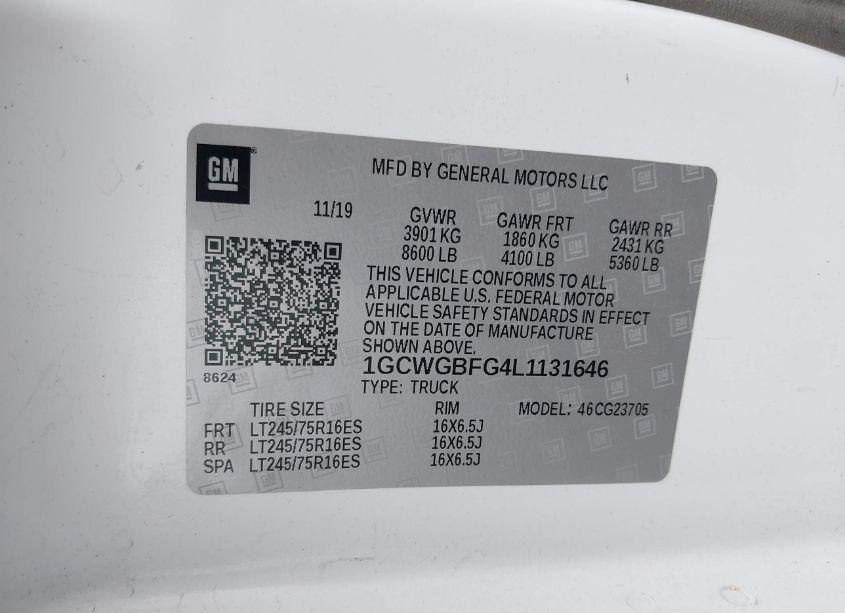 GM
MFD BY GENERAL MOTORS LLC
11/19
GVWR GAWR FRT GAWR RR
3901 KG 1860 KG 2431 KG
8600 LB 4100 LB 5360 LB
THIS VEHICLE CONFORMS TO ALL
APPLICABLE U.S. FEDERAL MOTOR
VEHICLE SAFETY STANDARDS IN EFFECT
ON THE DATE OF MANUFACTURE
SHOWN ABOVE.
8624
1GCWGBFG4L1131646
TYPE: TRUCK
TIRE SIZE RIM MODEL: 46CG23705
FRT LT245/75R16ES 16X6.5J
RR LT245/75R16ES 16X6.5J
SPA LT245/75R16ES 16X6.5J